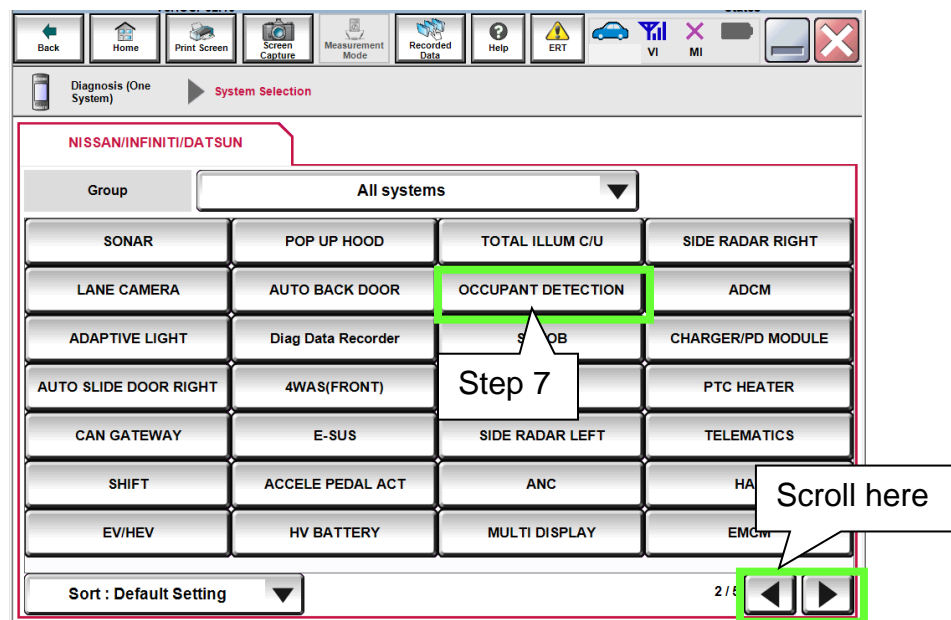 Back
Home
Print Screen
Screen
Capture
Measurement
Mode
Recorded
Data
Help
ERT
VI
MI
Diagnosis (One
System)
System Selection
NISSAN/INFINITI/DATSUN
Group
All systems
SONAR
POP UP HOOD
TOTAL ILLUM C/U
SIDE RADAR RIGHT
LANE CAMERA
AUTO BACK DOOR
OCCUPANT DETECTION
ADCM
ADAPTIVE LIGHT
Diag Data Recorder
CHARGER/PD MODULE
Step 7
AUTO SLIDE DOOR RIGHT
4WAS(FRONT)
PTC HEATER
CAN GATEWAY
E-SUS
SIDE RADAR LEFT
TELEMATICS
SHIFT
ACCELE PEDAL ACT
ANC
Scroll here
EV/HEV
HV BATTERY
MULTI DISPLAY
EMCM
Sort : Default Setting
2 / 5